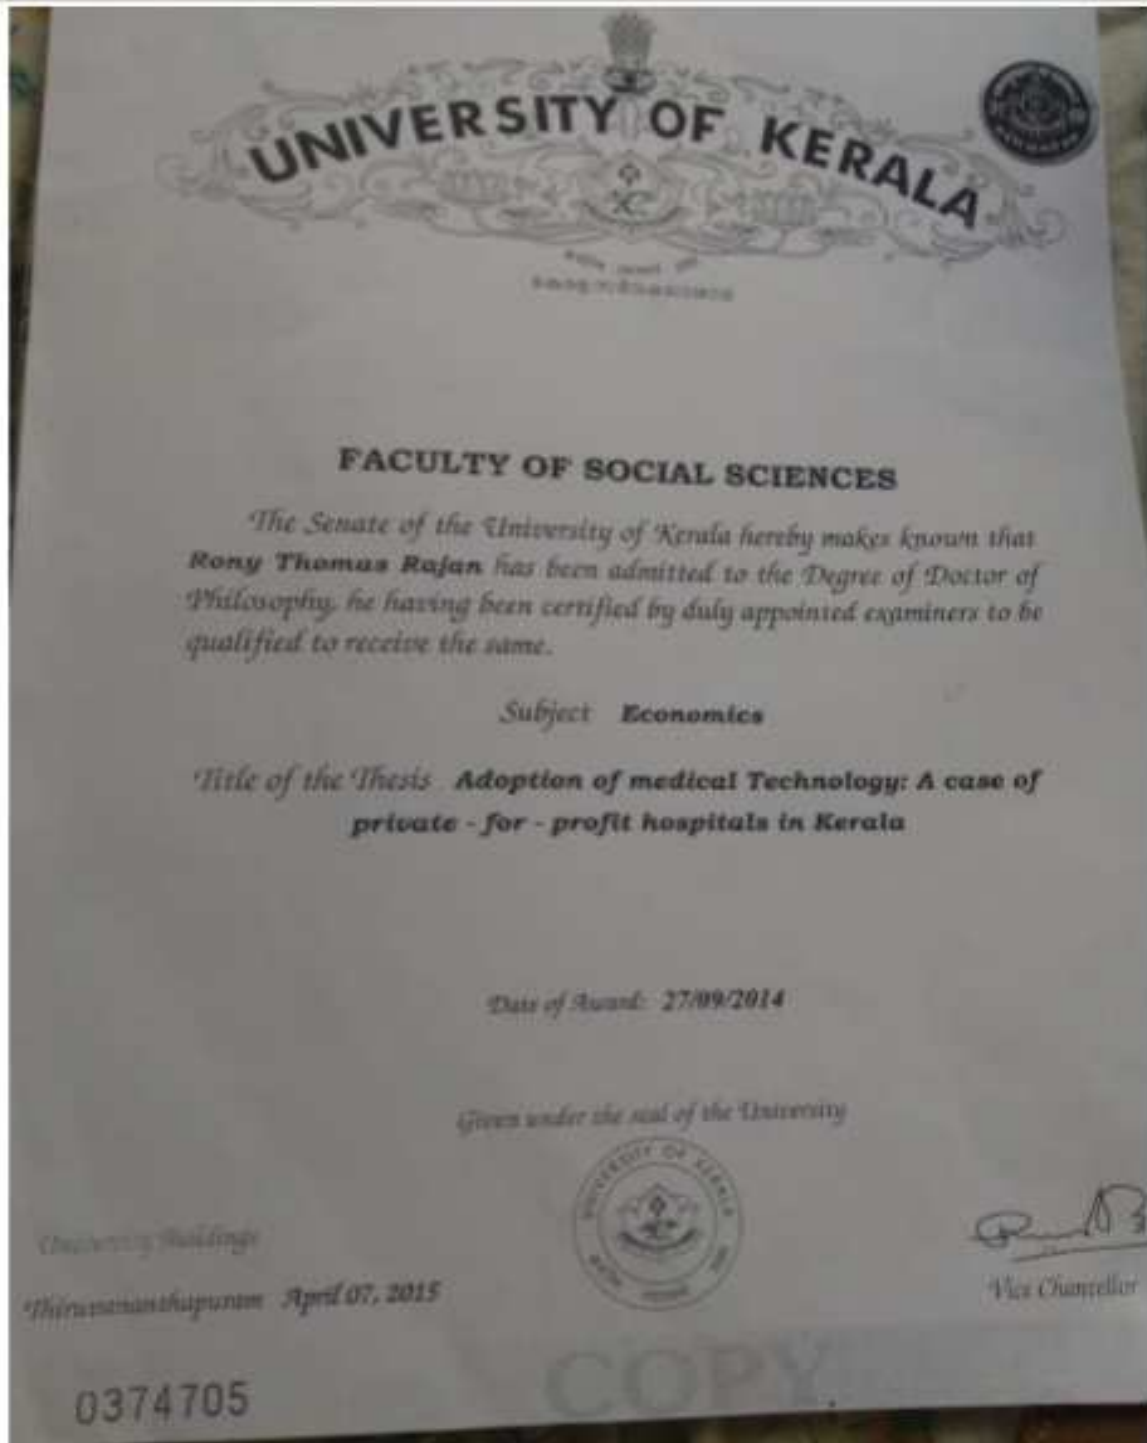 UNIVERSITY OF KERALA
FACULTY OF SOCIAL SCIENCES
The Senate of the University of Kerala hereby makes known that
Rony Thomas Rajan has been admitted to the Degree of Doctor of
Philosophy, he having been certified by duly appointed examiners to be
qualified to receive the same.
Subject Economics
Title of the Thesis Adoption of medical Technology: A case of
private - for - profit hospitals in Kerala
Date of Award: 27/09/2014
Given under the seal of the University
UNIVERSITY OF KERALA
University Buildings
Thiruvananthapuram April 07, 2015
Vice Chancellor
0374705
COPY